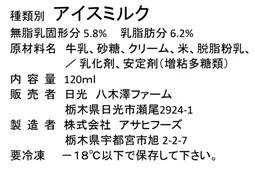 種類別 アイスミルク
無脂乳固形分 5.8% 乳脂肪分 6.2%
原材料名 牛乳、砂糖、クリーム、米、脱脂粉乳、
／乳化剤、安定剤（増粘多糖類）
内 容 量 120ml
販 売 者 日光 八木澤ファーム
栃木県日光市瀬尾2924-1
製 造 者 株式会社 アサヒフーズ
栃木県宇都宮市旭 2-2-7
要冷凍 －18℃以下で保存して下さい。